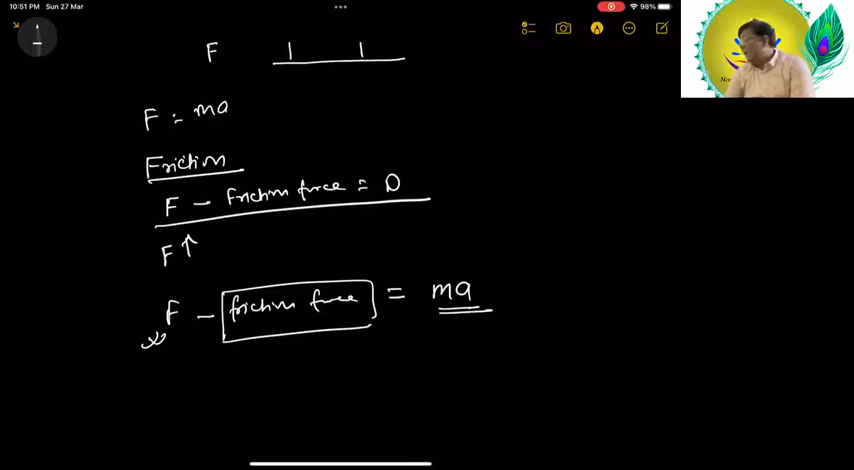 10:51 PM Sun 27 Mar
98%
F
F = ma
Friction
F - Friction force = 0
F ↑
F - friction force = ma